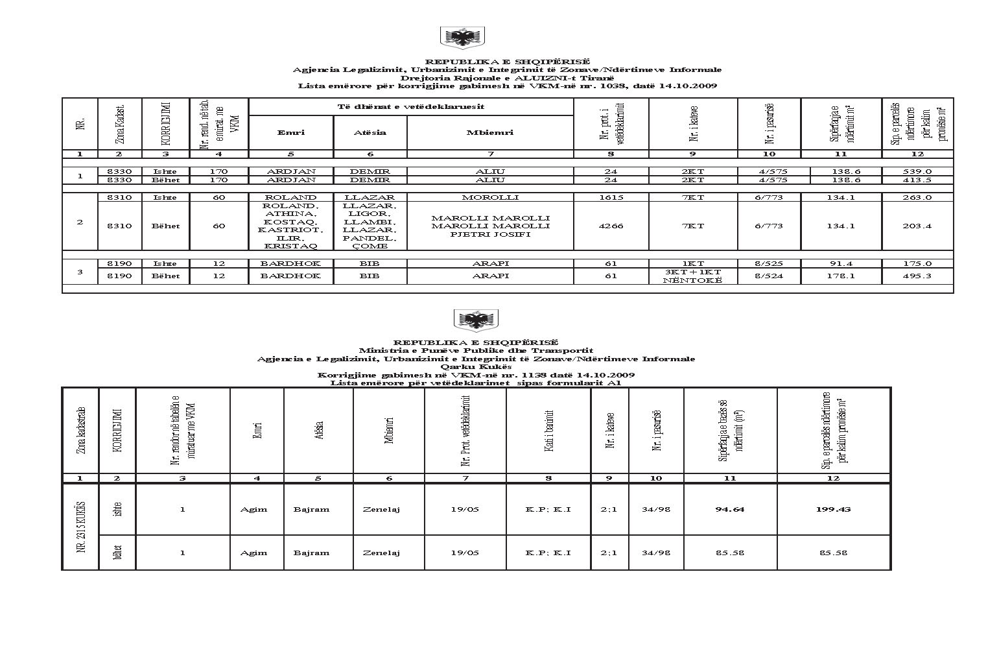 REPUBLIKA E SHQIPËRISË
Agjencia Legalizimit, Urbanizimit e Integrimit të Zonave/Ndërtimeve Informale
Drejtoria Rajonale e ALUIZNI-t Tiranë
Lista emërore për korrigjime gabimesh në VKM-në nr. 1038, datë 14.10.2009
NR. Zona Kadast. KORRIGJIMI Nr. rend. në tab. e mirat. me VKM Të dhënat e vetëdeklaruesit Nr. prot. i vetëdeklarimit Nr. i kateve Nr. i pasurisë Sipërfaqja e ndërtimit m² Sip. e parcelës ndërtimore për kalim pronësie m²
Emri Atësia Mbiemri
1 2 3 4 5 6 7 8 9 10 11 12
1 8330 Ishte 170 ARDJAN DEMIR ALIU 24 2KT 4/575 138.6 539.0
8330 Bëhet 170 ARDJAN DEMIR ALIU 24 2KT 4/575 138.6 413.5
2 8310 Ishte 60 ROLAND LLAZAR MOROLLI 1615 7KT 6/773 134.1 263.0
8310 Bëhet 60 ROLAND, ATHINA, KOSTAQ, KASTRIOT, ILIR, KRISTAQ LLAZAR, LIGOR, LLAMBI, LLAZAR, PANDEL, ÇOME MAROLLI MAROLLI MAROLLI MAROLLI PJETRI JOSIFI 4266 7KT 6/773 134.1 203.4
3 8190 Ishte 12 BARDHOK BIB ARAPI 61 1KT 8/525 91.4 175.0
8190 Bëhet 12 BARDHOK BIB ARAPI 61 3KT+1KT NËNTOKË 8/524 178.1 495.3
REPUBLIKA E SHQIPËRISË
Ministria e Punëve Publike dhe Transportit
Agjencia e Legalizimit, Urbanizimit e Integrimit të Zonave/Ndërtimeve Informale
Qarku Kukës
Korrigjime gabimesh në VKM-në nr. 1138 datë 14.10.2009
Lista emërore për vetëdeklarimet sipas formularit A1
Zona kadastrale KORRIGJIMI Nr. rendor në tabelën e miratuar me VKM Emri Atësia Mbiemri Nr. Prot. vetëdeklarimit Kati i banimit Nr. i kateve Nr. i pasurisë Sipërfaqja e bazës së ndërtimit (m²) Sip. e parcelës ndërtimore për kalim pronësie m²
1 2 3 4 5 6 7 8 9 10 11 12
NR. 2315 KUKËS ishte 1 Agim Bajram Zenelaj 19/05 K.P; K.I 2;1 34/98 94.64 199.43
bëhet 1 Agim Bajram Zenelaj 19/05 K.P; K.I 2;1 34/98 85.58 85.58